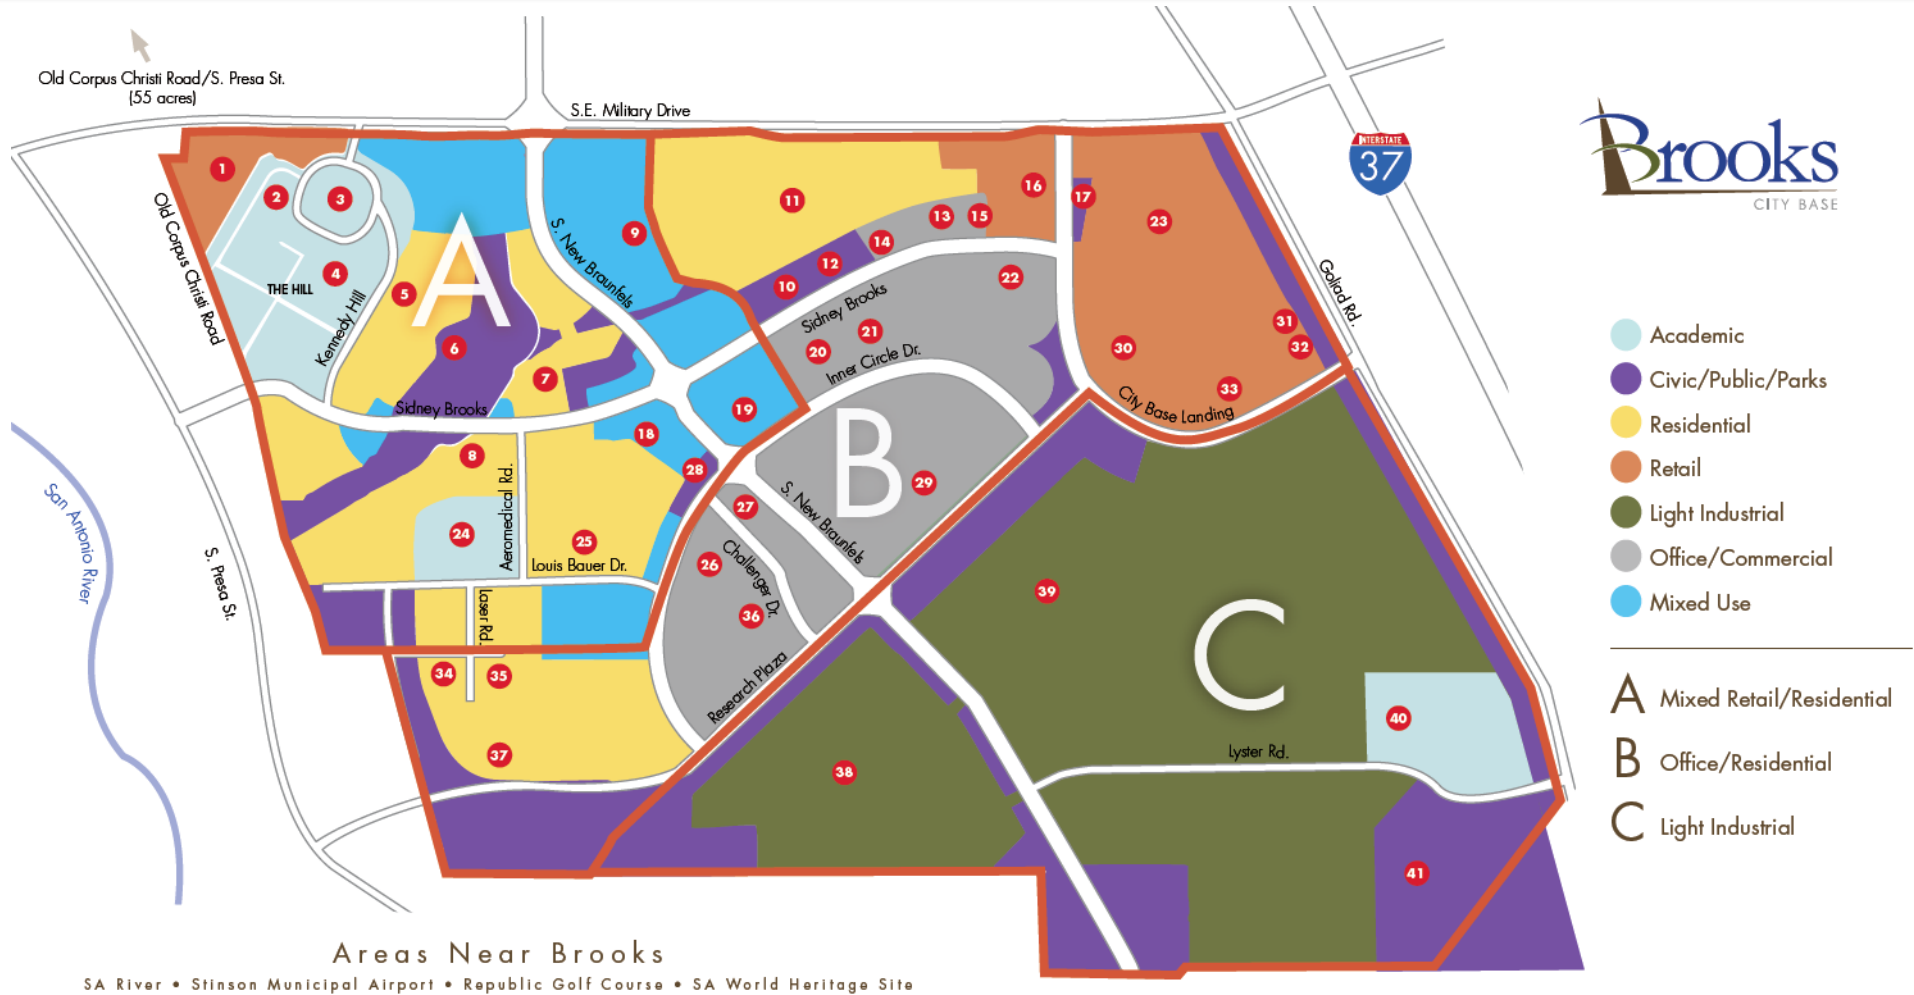 Old Corpus Christi Road/S. Presa St.
(55 acres)
S.E. Military Drive
INTERSTATE
37
Brooks
CITY BASE
1
2
3
4
5
6
7
8
9
10
11
12
13
14
15
16
17
18
19
20
21
22
23
24
25
26
27
28
29
30
31
32
33
34
35
36
37
38
39
40
41
Old Corpus Christi Road
THE HILL
Kennedy Hill
A
S. New Braunfels
Sidney Brooks
Inner Circle Dr.
Goliad Rd.
City Base Landing
Sidney Brooks
B
S. New Braunfels
Aeromedical Rd.
Louis Bauer Dr.
Laser Rd.
Challenger Dr.
Research Plaza
San Antonio River
S. Presa St.
C
Lyster Rd.
Academic
Civic/Public/Parks
Residential
Retail
Light Industrial
Office/Commercial
Mixed Use
A Mixed Retail/Residential
B Office/Residential
C Light Industrial
Areas Near Brooks
SA River • Stinson Municipal Airport • Republic Golf Course • SA World Heritage Site